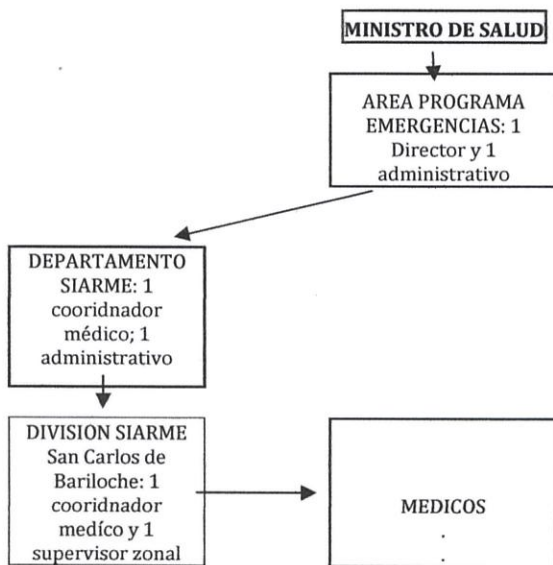 MINISTRO DE SALUD
AREA PROGRAMA
EMERGENCIAS: 1
Director y 1
administrativo
DEPARTAMENTO
SIARME: 1
cooridnador
médico; 1
administrativo
DIVISION SIARME
San Carlos de
Bariloche: 1
cooridnador
medíco y 1
supervisor zonal
MEDICOS
.
.